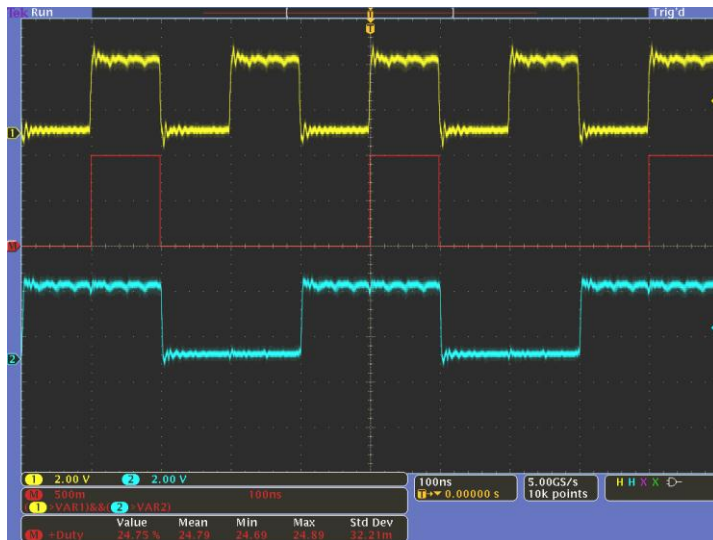 Tek Run Trig'd
U
T
1
M
2
1 2.00 V 2 2.00 V
M 500m 100ns
(1>VAR1)&&(2>VAR2)
Value Mean Min Max Std Dev
M +Duty 24.75 % 24.79 24.69 24.89 32.21m
100ns
T→▼ 0.00000 s
5.00GS/s
10k points
H H X X